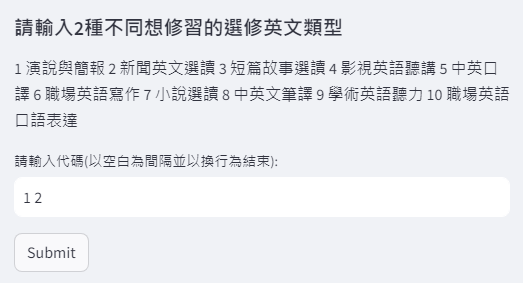 請輸入2種不同想修習的選修英文類型
1 演說與簡報 2 新聞英文選讀 3 短篇故事選讀 4 影視英語聽講 5 中英口
譯 6 職場英語寫作 7 小說選讀 8 中英文筆譯 9 學術英語聽力 10 職場英語
口語表達
請輸入代碼(以空白為間隔並以換行為結束):
1 2
Submit